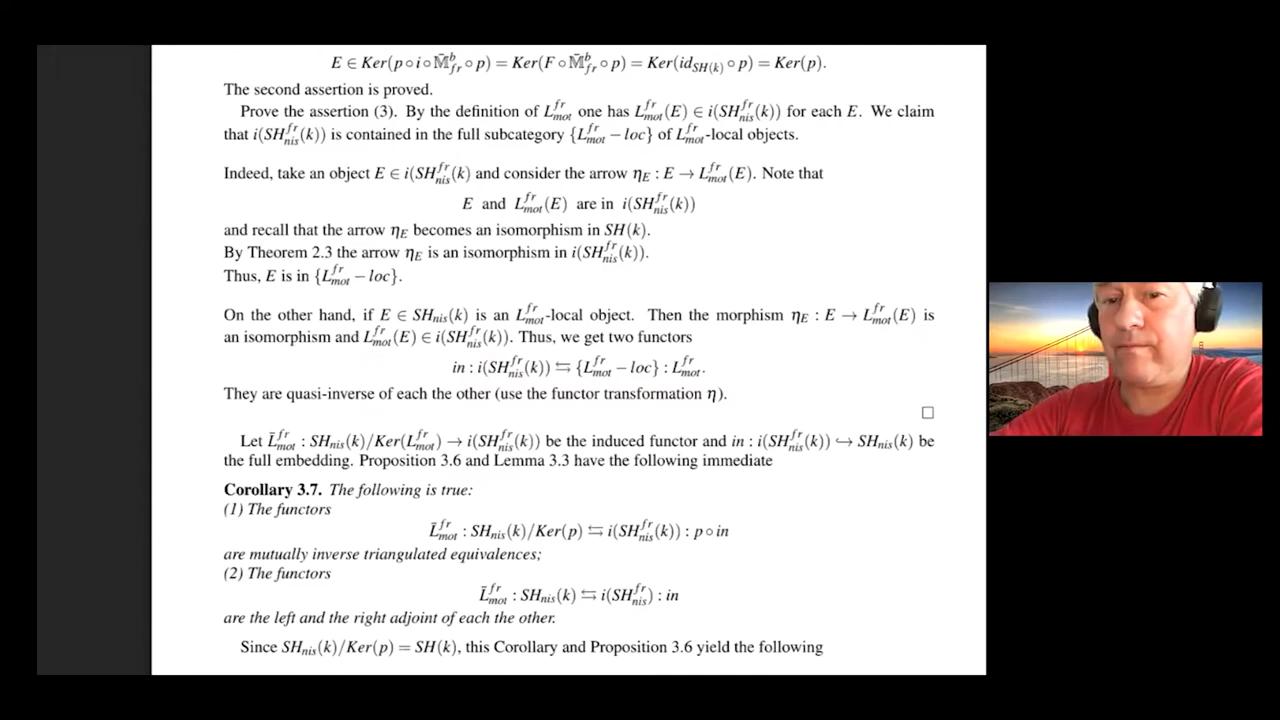 E ∈ Ker(p∘i∘M̄ᵇ_fr∘p) = Ker(F∘M̄ᵇ_fr∘p) = Ker(id_SH(k)∘p) = Ker(p).
The second assertion is proved.
Prove the assertion (3). By the definition of L^fr_mot one has L^fr_mot(E) ∈ i(SH^fr_nis(k)) for each E. We claim
that i(SH^fr_nis(k)) is contained in the full subcategory {L^fr_mot − loc} of L^fr_mot-local objects.
Indeed, take an object E ∈ i(SH^fr_nis(k) and consider the arrow η_E : E → L^fr_mot(E). Note that
E and L^fr_mot(E) are in i(SH^fr_nis(k))
and recall that the arrow η_E becomes an isomorphism in SH(k).
By Theorem 2.3 the arrow η_E is an isomorphism in i(SH^fr_nis(k)).
Thus, E is in {L^fr_mot − loc}.
On the other hand, if E ∈ SH_nis(k) is an L^fr_mot-local object. Then the morphism η_E : E → L^fr_mot(E) is
an isomorphism and L^fr_mot(E) ∈ i(SH^fr_nis(k)). Thus, we get two functors
in : i(SH^fr_nis(k)) ⇆ {L^fr_mot − loc} : L^fr_mot.
They are quasi-inverse of each the other (use the functor transformation η).
□
Let L̄^fr_mot : SH_nis(k)/Ker(L^fr_mot) → i(SH^fr_nis(k)) be the induced functor and in : i(SH^fr_nis(k)) ↪ SH_nis(k) be
the full embedding. Proposition 3.6 and Lemma 3.3 have the following immediate
Corollary 3.7. The following is true:
(1) The functors
L̄^fr_mot : SH_nis(k)/Ker(p) ⇆ i(SH^fr_nis(k)) : p∘in
are mutually inverse triangulated equivalences;
(2) The functors
L̄^fr_mot : SH_nis(k) ⇆ i(SH^fr_nis) : in
are the left and the right adjoint of each the other.
Since SH_nis(k)/Ker(p) = SH(k), this Corollary and Proposition 3.6 yield the following